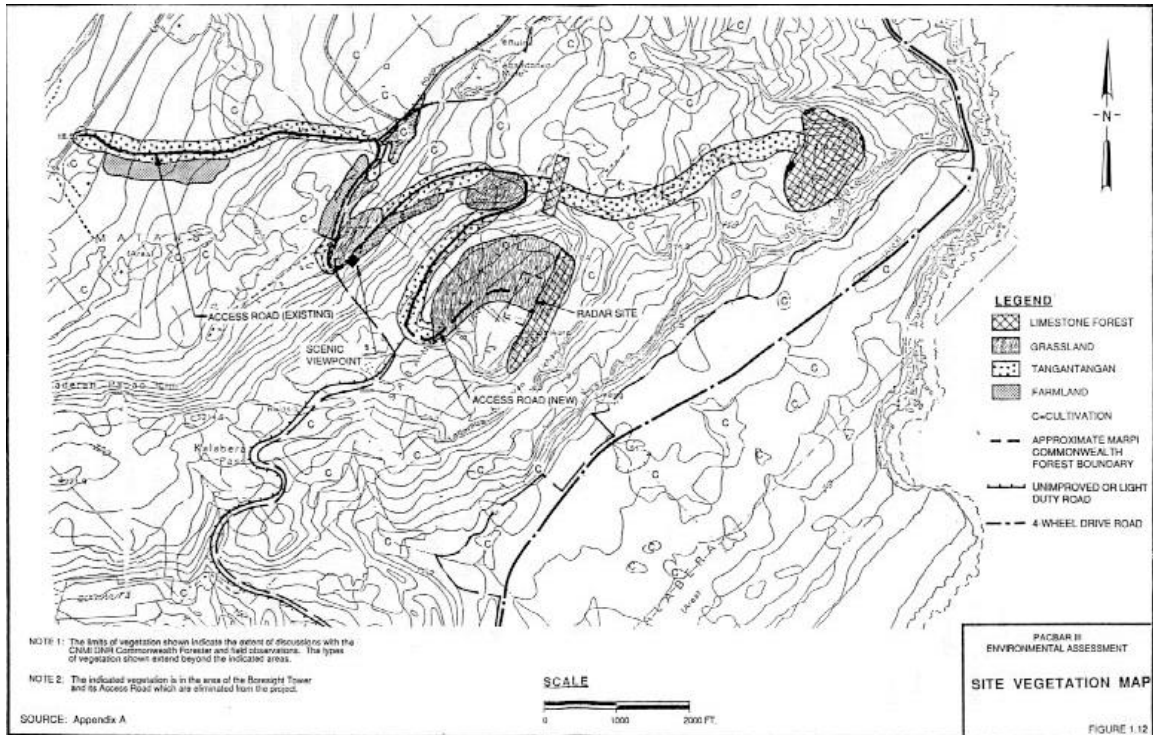 (Ruin)
C
MATANSA
(Area)
ACCESS ROAD (EXISTING)
SCENIC
VIEWPOINT
RADAR SITE
ACCESS ROAD (NEW)
Kalabera
Pass
(Area)
-N-
LEGEND
LIMESTONE FOREST
GRASSLAND
TANGANTANGAN
FARMLAND
C=CULTIVATION
APPROXIMATE MARPI
COMMONWEALTH
FOREST BOUNDARY
UNIMPROVED OR LIGHT
DUTY ROAD
4-WHEEL DRIVE ROAD
NOTE 1: The limits of vegetation shown indicate the extent of discussions with the
CNMI DNR Commonwealth Forester and field observations. The types
of vegetation shown extend beyond the indicated areas.
NOTE 2: The indicated vegetation is in the area of the Boresight Tower
and its Access Road which are eliminated from the project.
SOURCE: Appendix A
SCALE
0 1000 2000 FT.
PACBAR III
ENVIRONMENTAL ASSESSMENT
SITE VEGETATION MAP
FIGURE 1.12